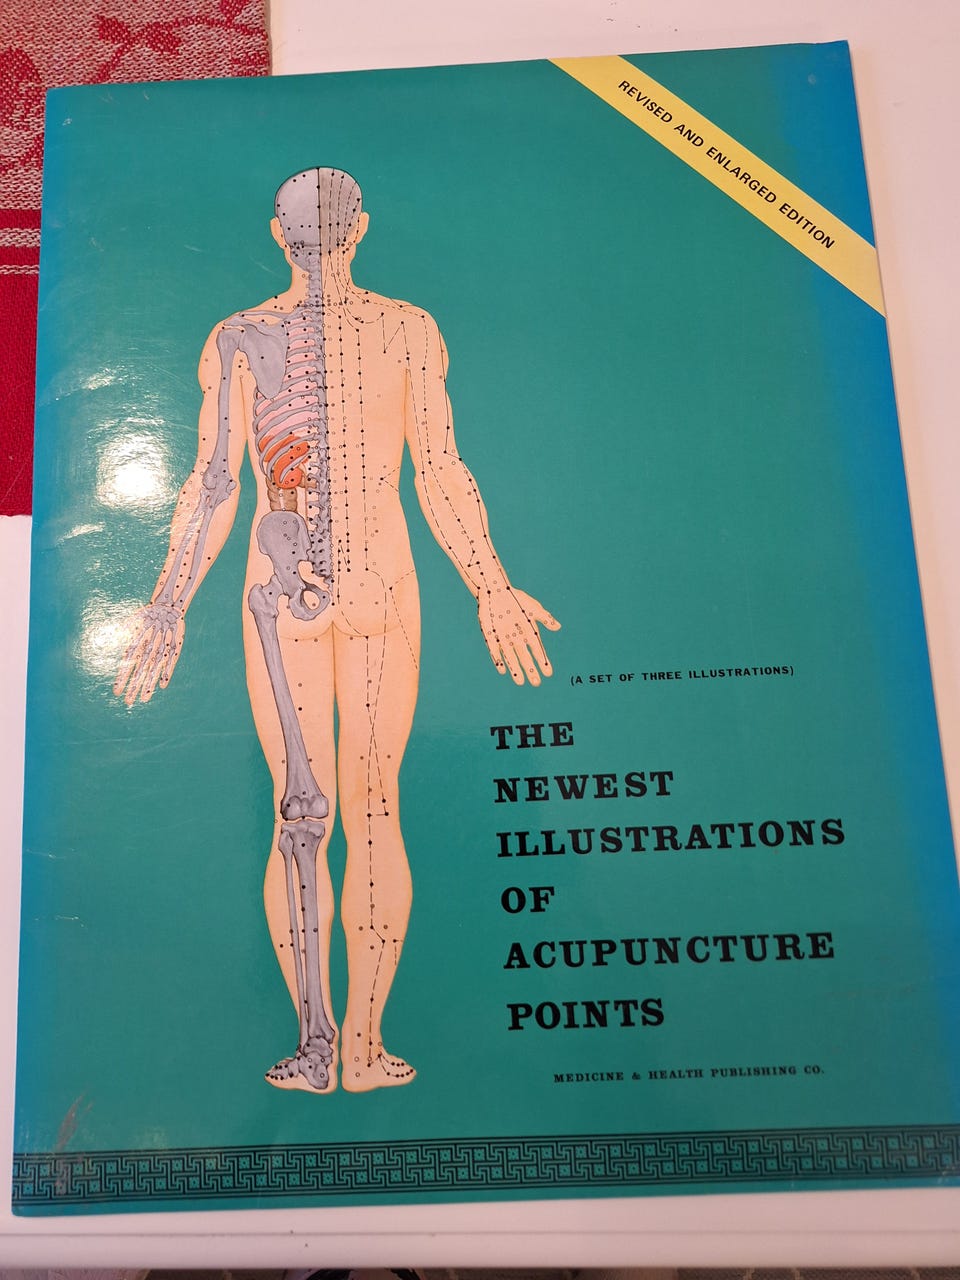 REVISED AND ENLARGED EDITION
(A SET OF THREE ILLUSTRATIONS)
THE
NEWEST
ILLUSTRATIONS
OF
ACUPUNCTURE
POINTS
MEDICINE & HEALTH PUBLISHING CO.